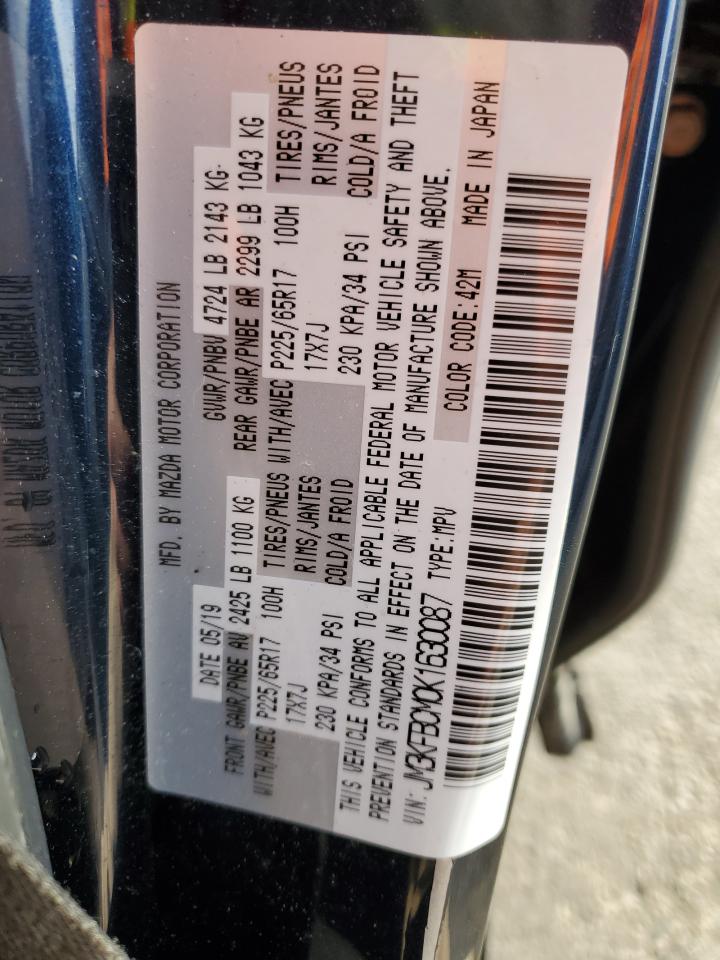 MFD. BY MAZDA MOTOR CORPORATION
DATE 05/19 GVWR/PNBV 4724 LB 2143 KG
FRONT GAWR/PNBE AV 2425 LB 1100 KG REAR GAWR/PNBE AR 2299 LB 1043 KG
WITH/AVEC P225/65R17 100H TIRES/PNEUS WITH/AVEC P225/65R17 100H TIRES/PNEUS
17X7J RIMS/JANTES 17X7J RIMS/JANTES
230 KPA/34 PSI COLD/A FROID 230 KPA/34 PSI COLD/A FROID
THIS VEHICLE CONFORMS TO ALL APPLICABLE FEDERAL MOTOR VEHICLE SAFETY AND THEFT
PREVENTION STANDARDS IN EFFECT ON THE DATE OF MANUFACTURE SHOWN ABOVE.
VIN: JM3KFBCM0K1630087 TYPE:MPV COLOR CODE:42M MADE IN JAPAN